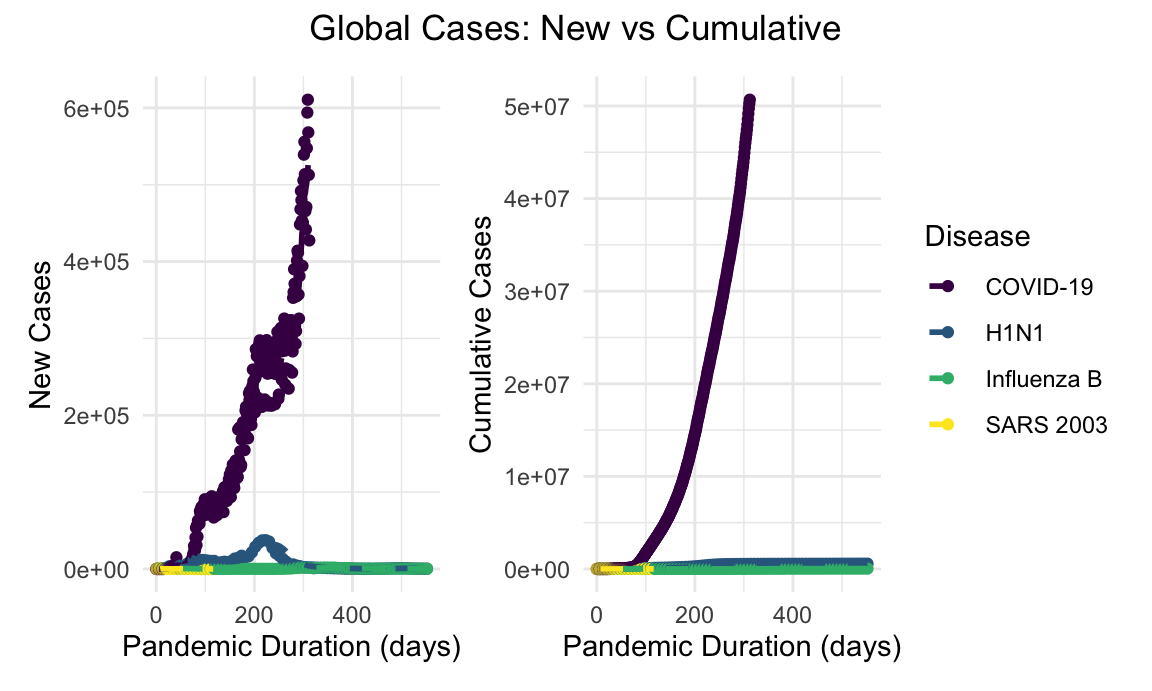 Global Cases: New vs Cumulative
New Cases
6e+05
4e+05
2e+05
0e+00
0 200 400
Pandemic Duration (days)
Cumulative Cases
5e+07
4e+07
3e+07
2e+07
1e+07
0e+00
0 200 400
Pandemic Duration (days)
Disease
COVID-19
H1N1
Influenza B
SARS 2003